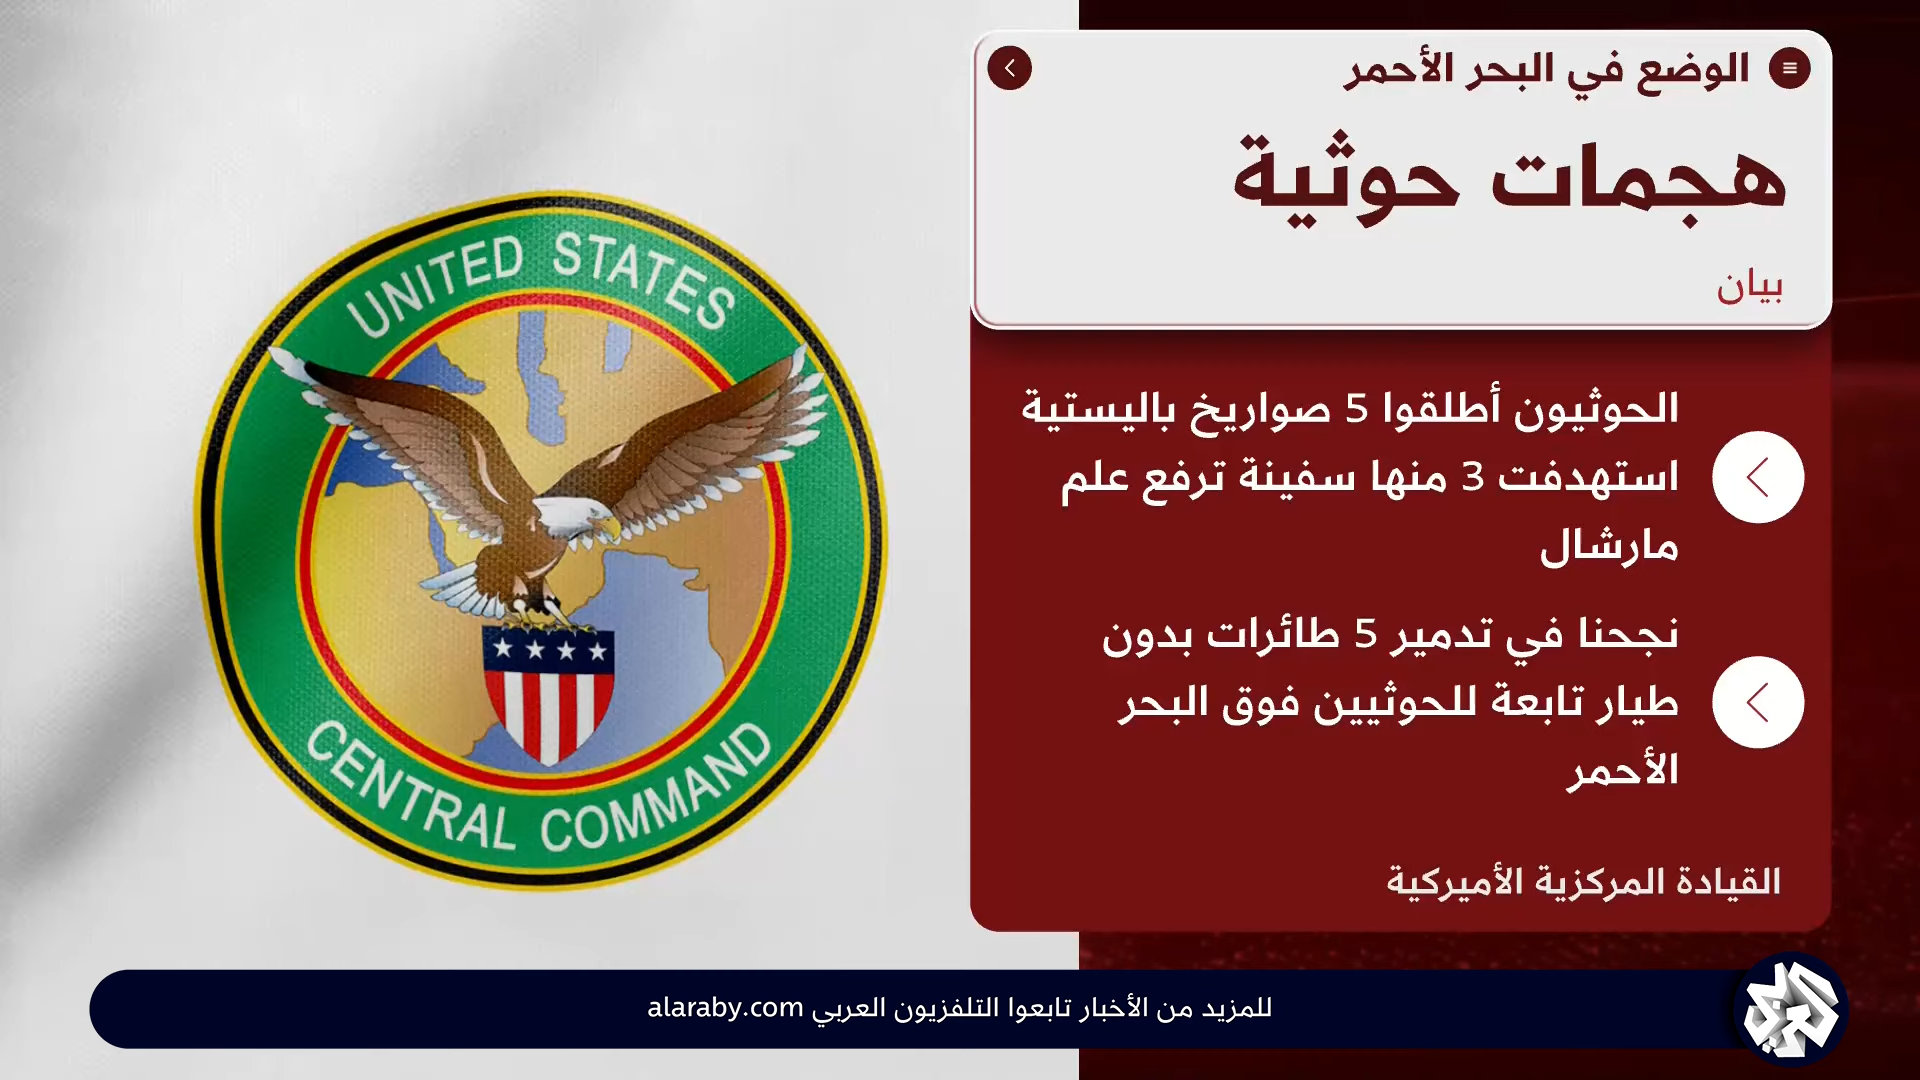 الوضع في البحر الأحمر
هجمات حوثية
بيان
الحوثيون أطلقوا 5 صواريخ باليستية
استهدفت 3 منها سفينة ترفع علم
مارشال
نجحنا في تدمير 5 طائرات بدون
طيار تابعة للحوثيين فوق البحر
الأحمر
القيادة المركزية الأميركية
UNITED STATES
CENTRAL COMMAND
للمزيد من الأخبار تابعوا التلفزيون العربي alaraby.com
العربي